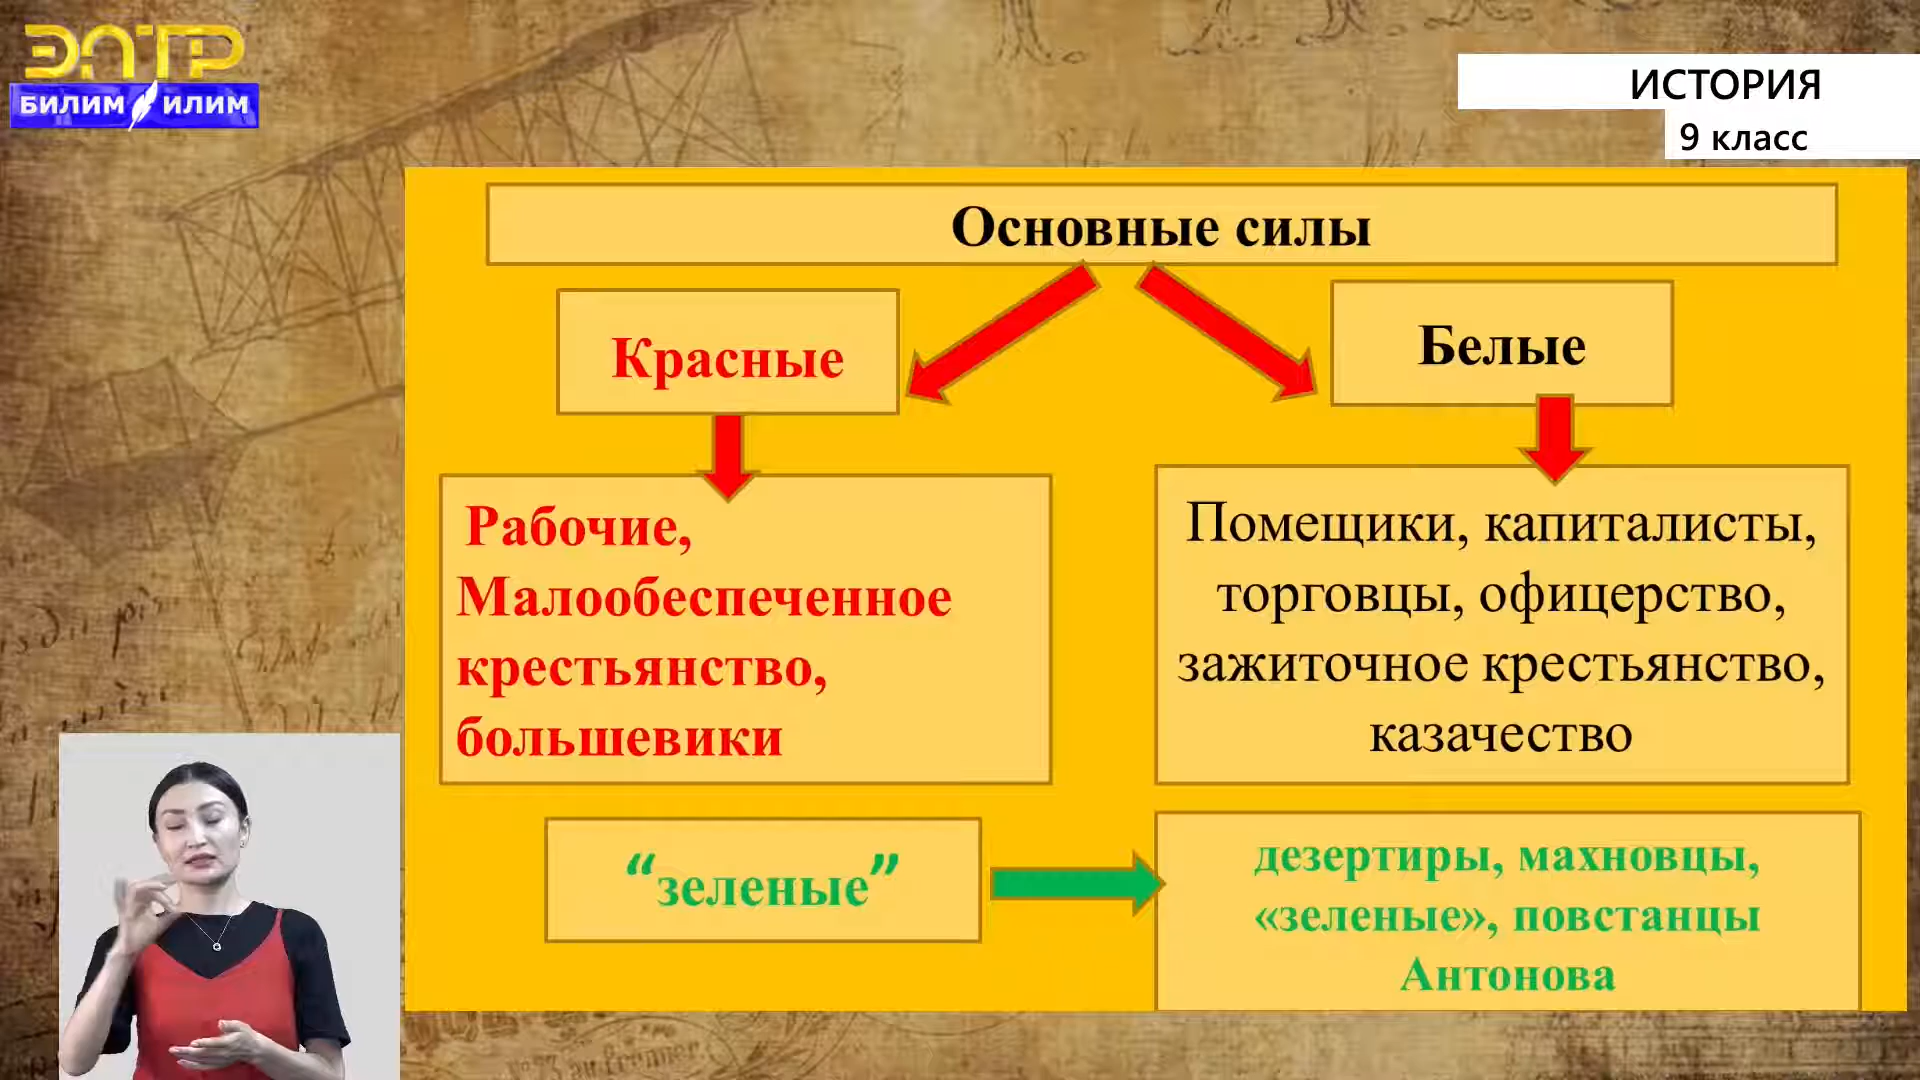 ЭЛТР
БИЛИМ ИЛИМ
ИСТОРИЯ
9 класс
Основные силы
Красные
Белые
Рабочие,
Малообеспеченное
крестьянство,
большевики
Помещики, капиталисты,
торговцы, офицерство,
зажиточное крестьянство,
казачество
“зеленые”
дезертиры, махновцы,
«зеленые», повстанцы
Антонова